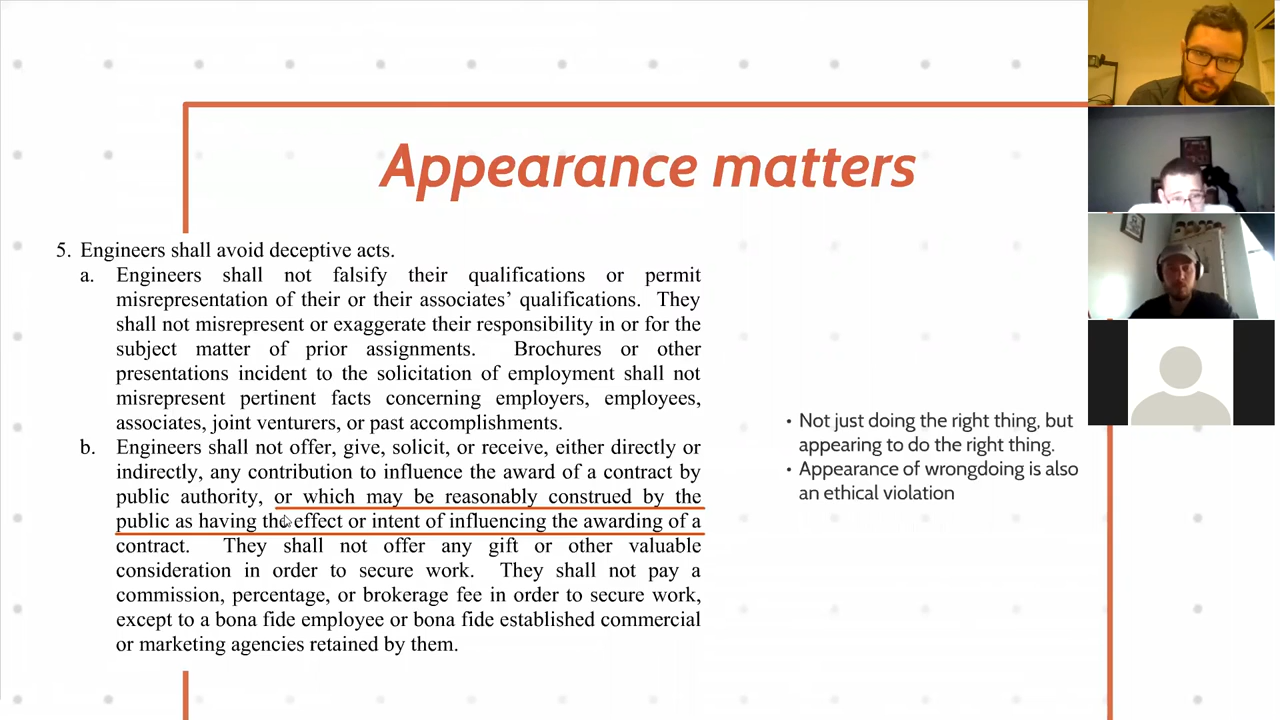 Appearance matters
5. Engineers shall avoid deceptive acts.
a. Engineers shall not falsify their qualifications or permit
misrepresentation of their or their associates’ qualifications. They
shall not misrepresent or exaggerate their responsibility in or for the
subject matter of prior assignments. Brochures or other
presentations incident to the solicitation of employment shall not
misrepresent pertinent facts concerning employers, employees,
associates, joint venturers, or past accomplishments.
b. Engineers shall not offer, give, solicit, or receive, either directly or
indirectly, any contribution to influence the award of a contract by
public authority, or which may be reasonably construed by the
public as having the effect or intent of influencing the awarding of a
contract. They shall not offer any gift or other valuable
consideration in order to secure work. They shall not pay a
commission, percentage, or brokerage fee in order to secure work,
except to a bona fide employee or bona fide established commercial
or marketing agencies retained by them.
• Not just doing the right thing, but
appearing to do the right thing.
• Appearance of wrongdoing is also
an ethical violation